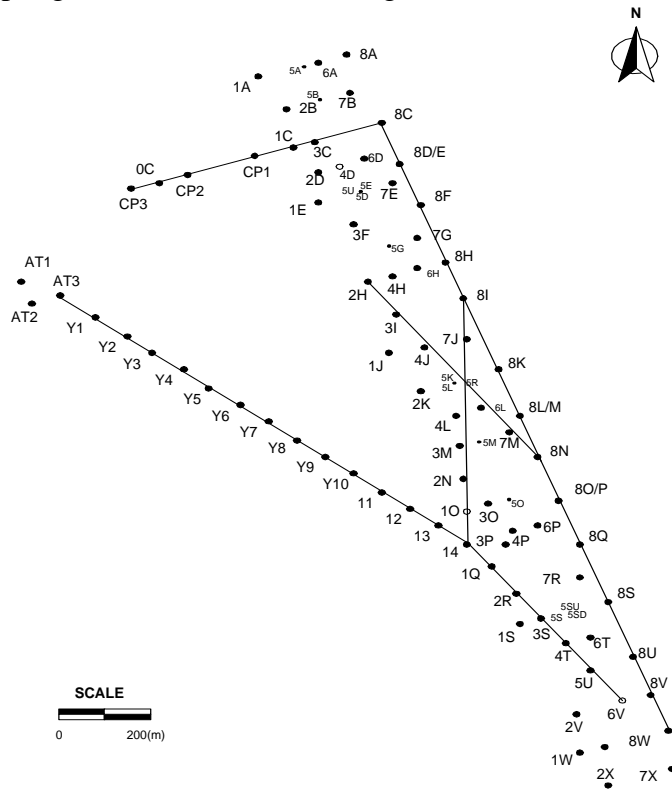 N
8A
5A
6A
1A
5B
7B
2B
8C
1C
3C
0C
CP1
CP2
CP3
6D
4D
8D/E
2D
5U
5E
5D
7E
1E
8F
3F
7G
5G
8H
6H
4H
2H
8I
AT1
AT3
AT2
3I
Y1
Y2
7J
4J
1J
Y3
8K
Y4
5K
5R
5L
Y5
2K
6L
8L/M
Y6
4L
7M
Y7
3M
5M
8N
Y8
Y9
2N
Y10
8O/P
5O
11
1O
3O
12
6P
13
3P
4P
8Q
14
1Q
7R
2R
8S
5SU
5S
5SD
1S
3S
6T
4T
8U
5U
8V
SCALE
6V
2V
0
200(m)
8W
1W
2X
7X